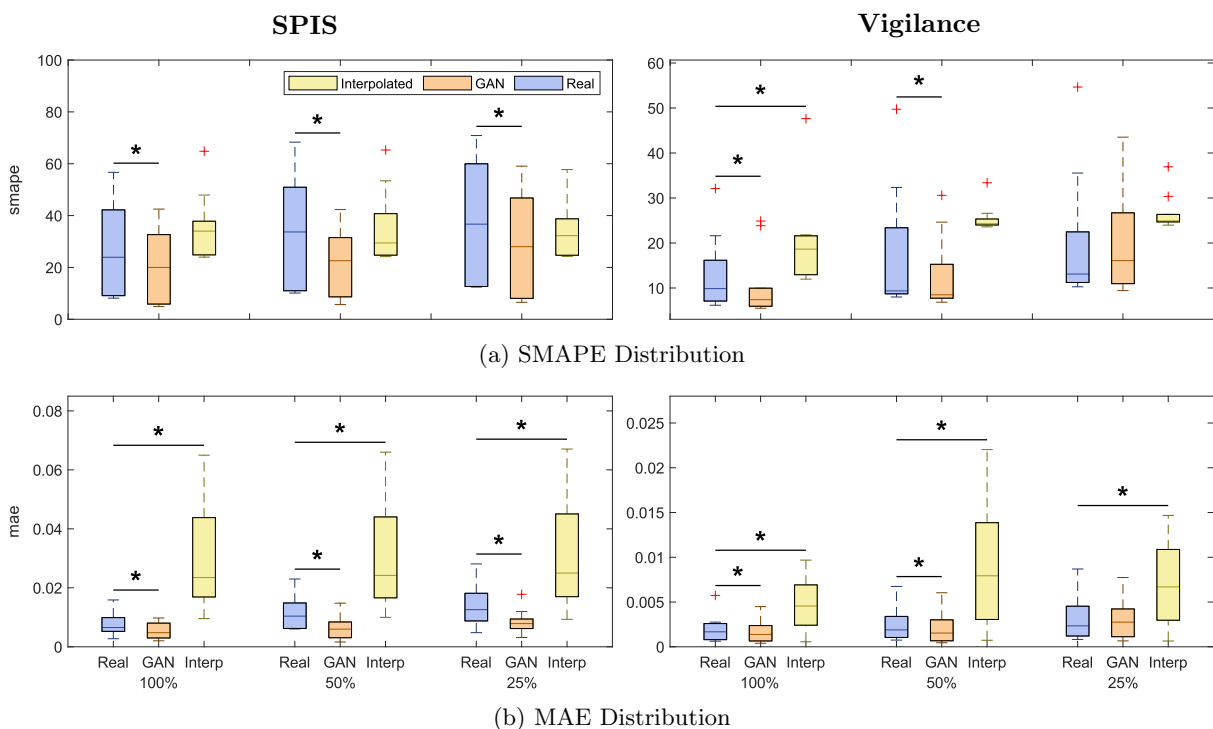 SPIS
Vigilance
100
80
60
40
20
0
smape
Interpolated GAN Real
* * *
60
50
40
30
20
10
* * *
(a) SMAPE Distribution
0.08
0.06
0.04
0.02
0
mae
* * * * * *
Real GAN Interp Real GAN Interp Real GAN Interp
100% 50% 25%
0.025
0.02
0.015
0.01
0.005
0
* * * * *
Real GAN Interp Real GAN Interp Real GAN Interp
100% 50% 25%
(b) MAE Distribution